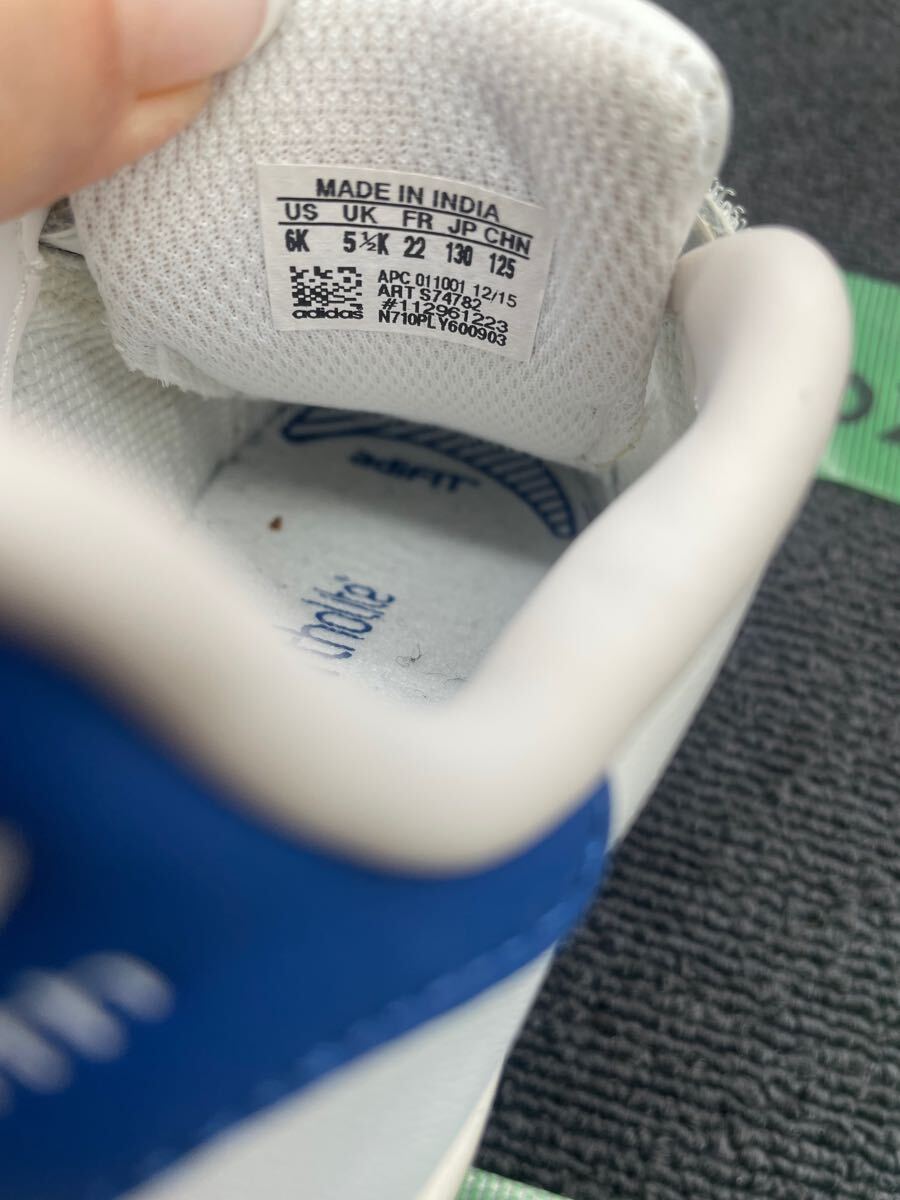 MADE IN INDIA
US UK FR JP CHN
6K 5½K 22 130 125
APC 011001 12/15
ART S74782
#112961223
adidas N710PLY600903
adiFIT